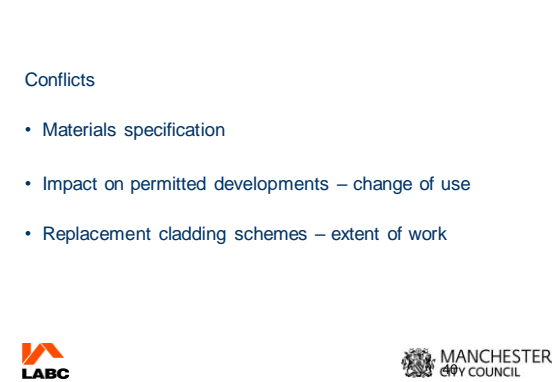 Conflicts
• Materials specification
• Impact on permitted developments – change of use
• Replacement cladding schemes – extent of work
LABC
MANCHESTER
CITY COUNCIL
40